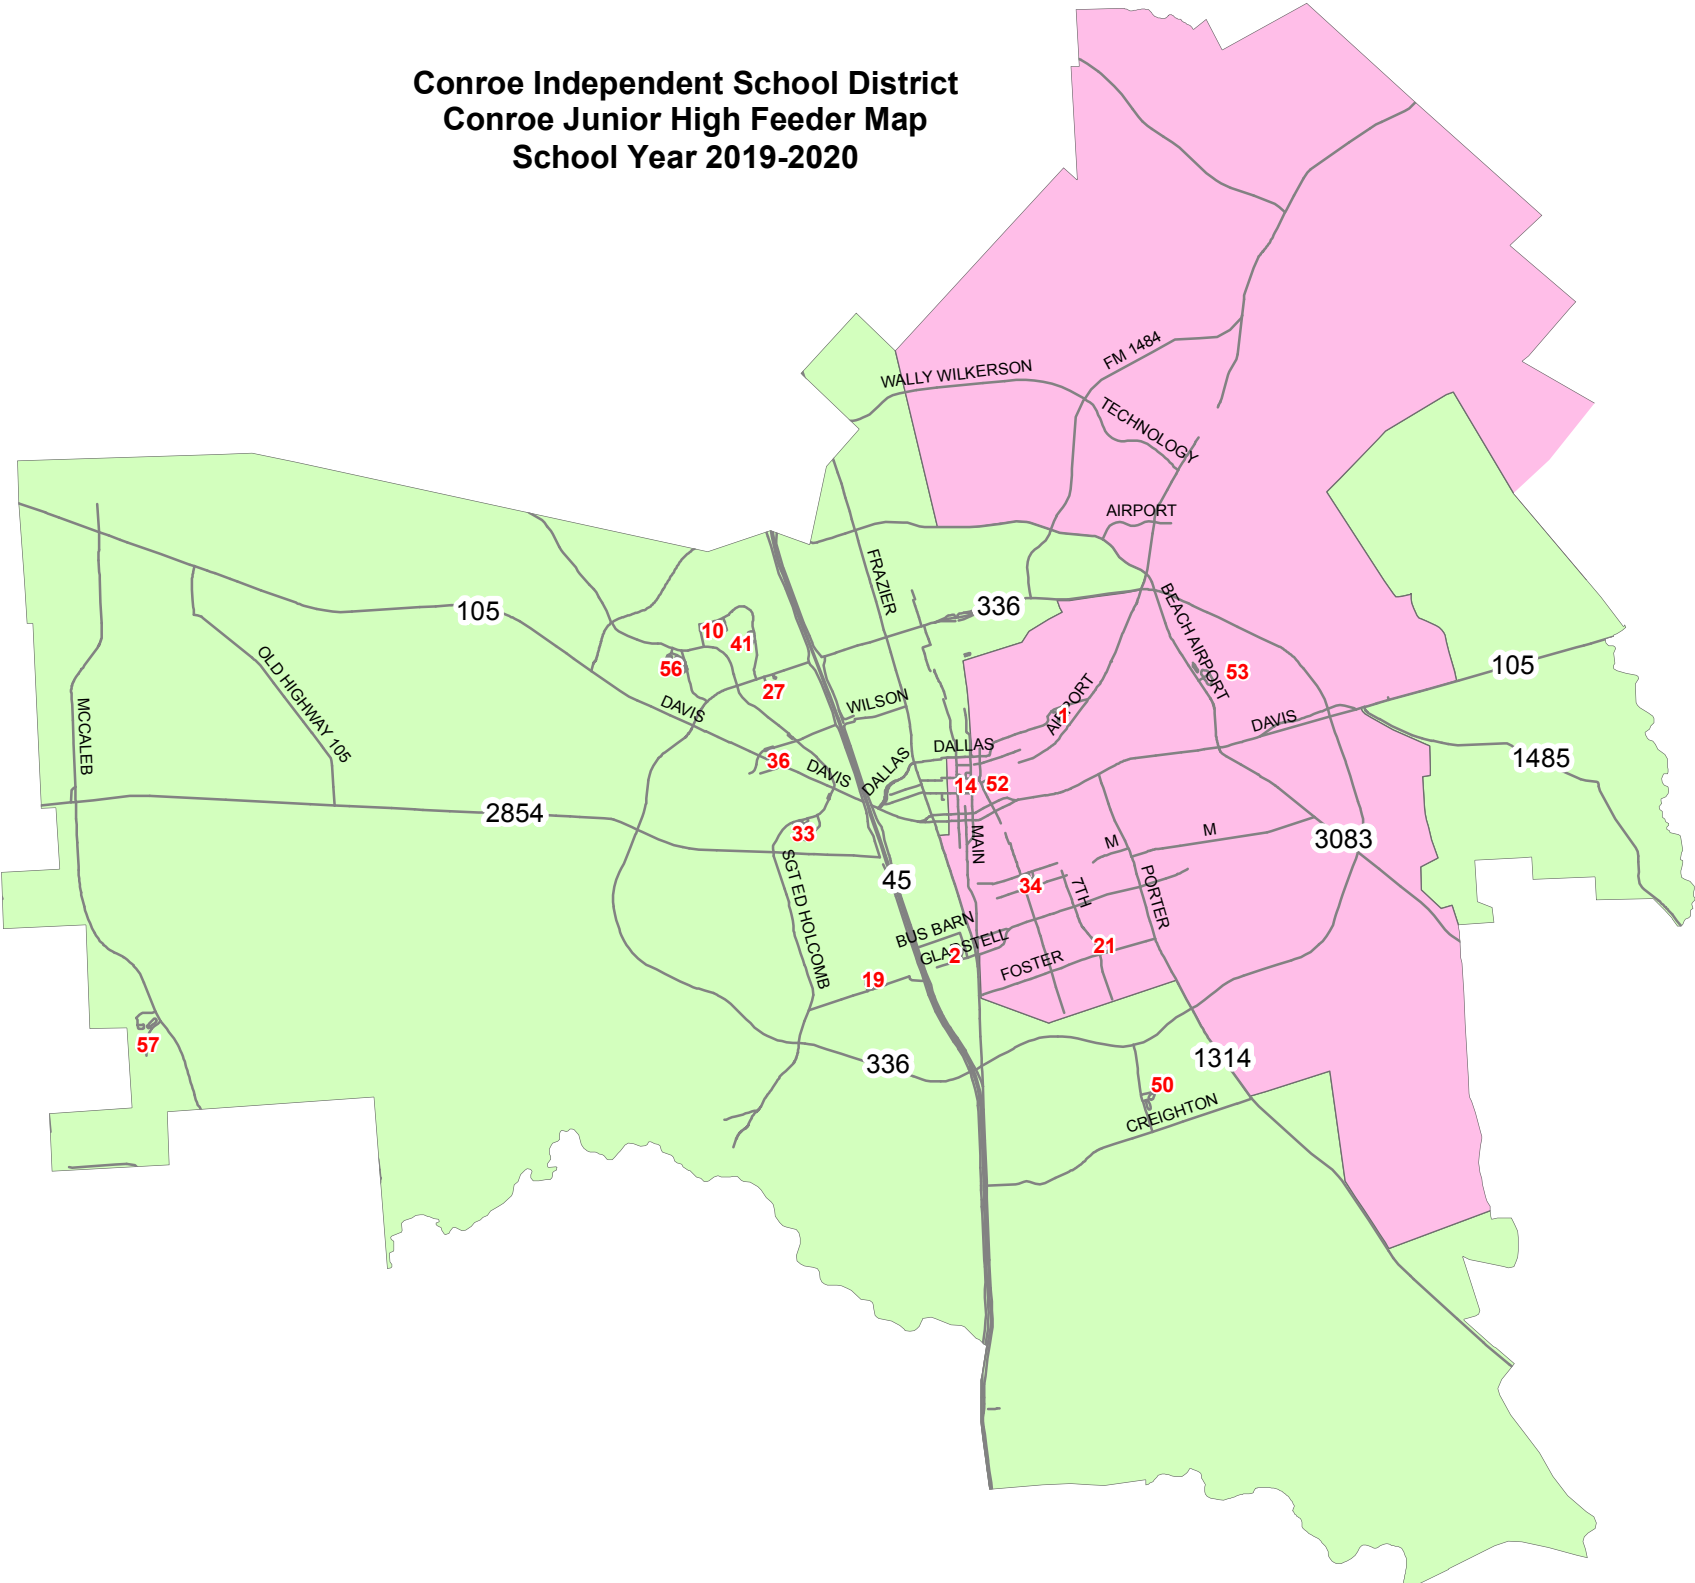 Conroe Independent School District
Conroe Junior High Feeder Map
School Year 2019-2020
FM 1484
WALLY WILKERSON
TECHNOLOGY
AIRPORT
FRAZIER
336
BEACH AIRPORT
105
10
41
56
27
OLD HIGHWAY 105
53
105
MCCALEB
DAVIS
WILSON
AIRPORT
1
DAVIS
36
DAVIS
DALLAS
DALLAS
1485
14
52
2854
33
MAIN
M
M
3083
SGT ED HOLCOMB
45
34
7TH
PORTER
BUS BARN
GLADSTELL
2
21
FOSTER
19
57
336
1314
50
CREIGHTON